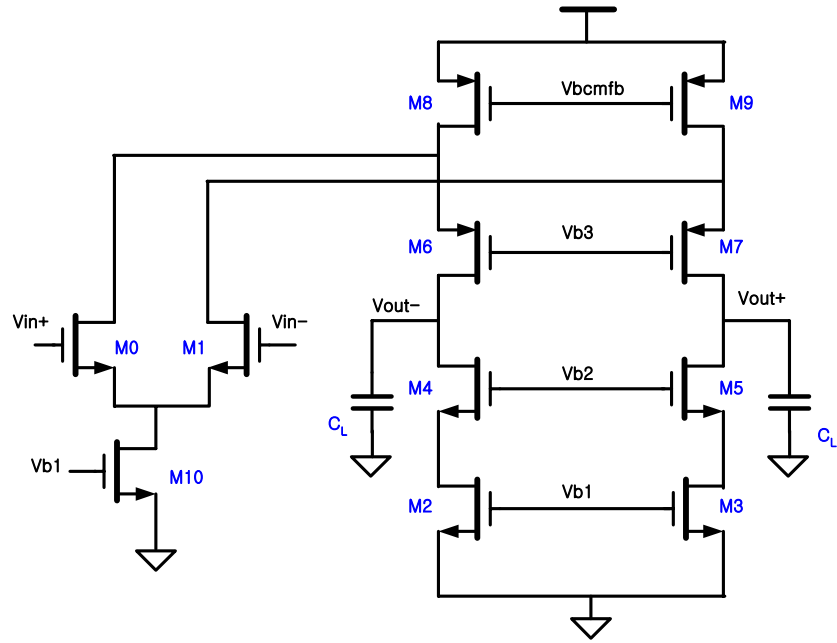 Vbcmfb
M8
M9
M6
Vb3
M7
Vout-
Vout+
Vin+
Vin-
M0
M1
M4
Vb2
M5
CL
CL
Vb1
M10
M2
Vb1
M3